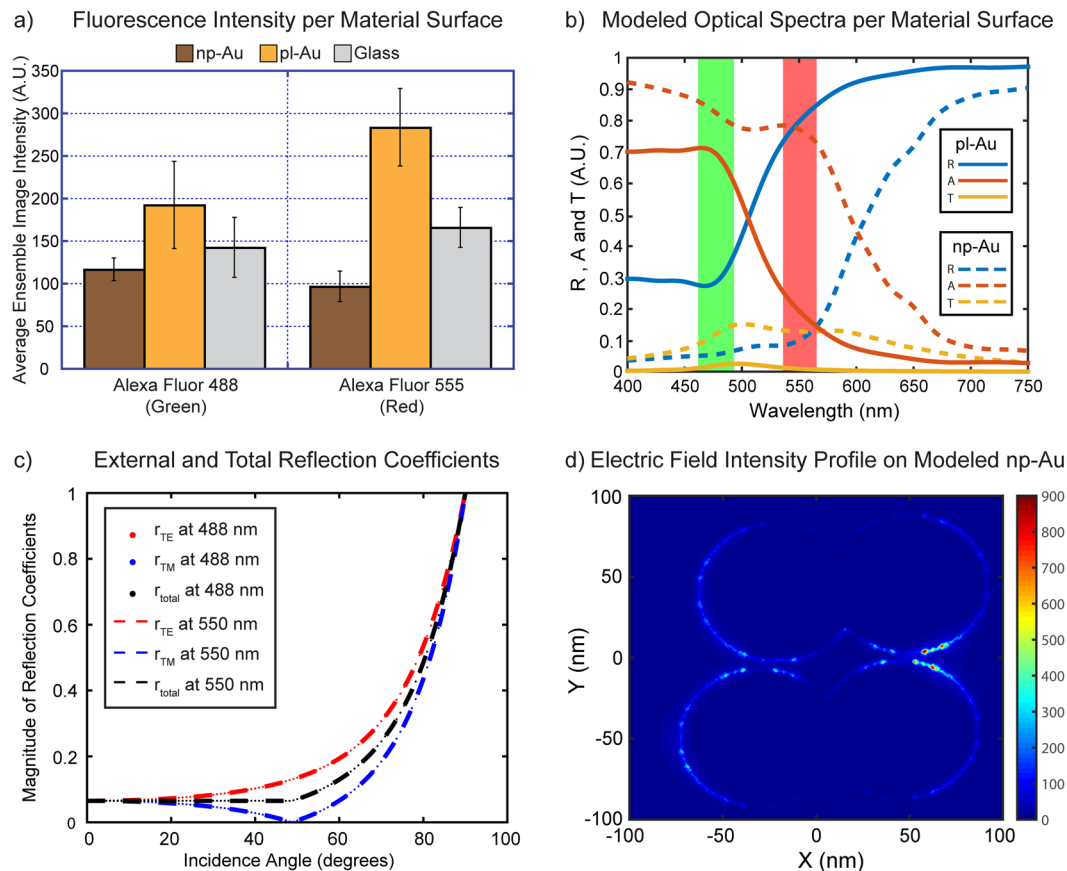 a) Fluorescence Intensity per Material Surface
np-Au pl-Au Glass
Average Ensemble Image Intensity (A.U.)
350
300
250
200
150
100
50
0
Alexa Fluor 488
(Green)
Alexa Fluor 555
(Red)
b) Modeled Optical Spectra per Material Surface
R , A and T (A.U.)
1
0.9
0.8
0.7
0.6
0.5
0.4
0.3
0.2
0.1
0
400 450 500 550 600 650 700 750
Wavelength (nm)
pl-Au
R
A
T
np-Au
R
A
T
c) External and Total Reflection Coefficients
Magnitude of Reflection Coefficients
1
0.8
0.6
0.4
0.2
0
0 20 40 60 80 100
Incidence Angle (degrees)
rTE at 488 nm
rTM at 488 nm
rtotal at 488 nm
rTE at 550 nm
rTM at 550 nm
rtotal at 550 nm
d) Electric Field Intensity Profile on Modeled np-Au
Y (nm)
100
50
0
-50
-100
-100 -50 0 50 100
X (nm)
900
800
700
600
500
400
300
200
100
0